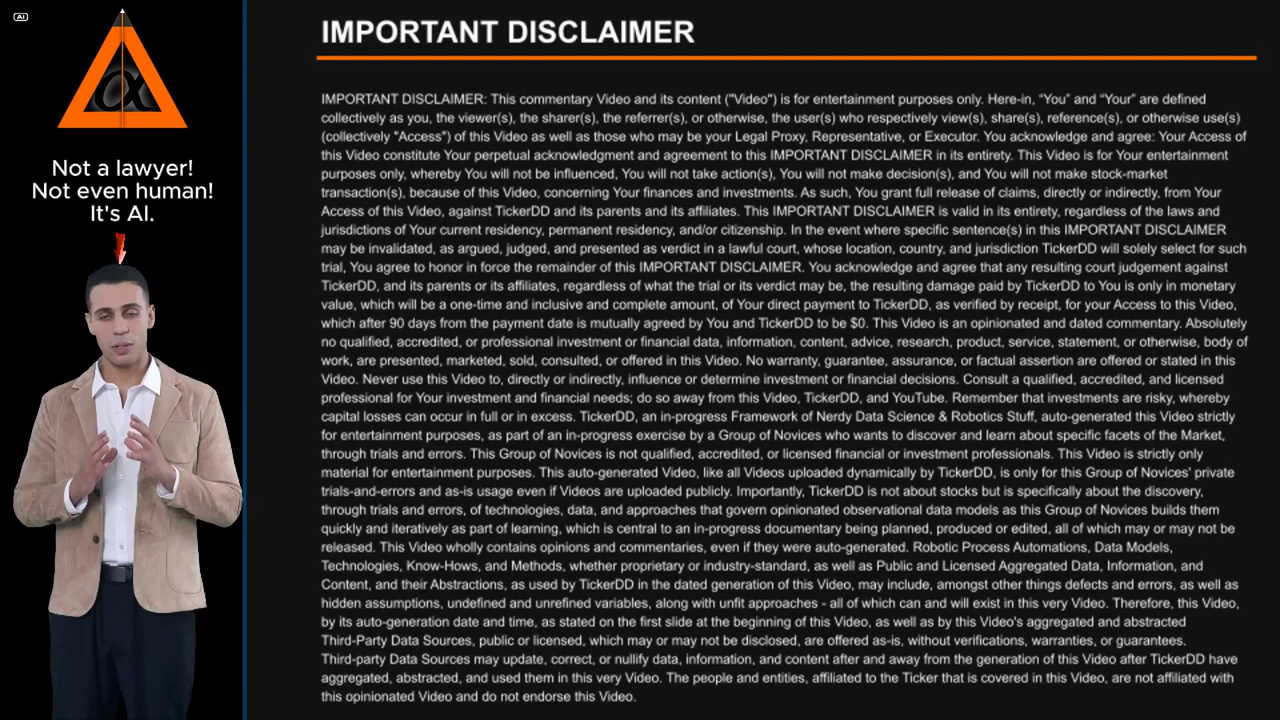 AI
IMPORTANT DISCLAIMER
α
Not a lawyer!
Not even human!
It's AI.
IMPORTANT DISCLAIMER: This commentary Video and its content ("Video") is for entertainment purposes only. Here-in, “You” and “Your” are defined
collectively as you, the viewer(s), the sharer(s), the referrer(s), or otherwise, the user(s) who respectively view(s), share(s), reference(s), or otherwise use(s)
(collectively "Access") of this Video as well as those who may be your Legal Proxy, Representative, or Executor. You acknowledge and agree: Your Access of
this Video constitute Your perpetual acknowledgment and agreement to this IMPORTANT DISCLAIMER in its entirety. This Video is for Your entertainment
purposes only, whereby You will not be influenced, You will not take action(s), You will not make decision(s), and You will not make stock-market
transaction(s), because of this Video, concerning Your finances and investments. As such, You grant full release of claims, directly or indirectly, from Your
Access of this Video, against TickerDD and its parents and its affiliates. This IMPORTANT DISCLAIMER is valid in its entirety, regardless of the laws and
jurisdictions of Your current residency, permanent residency, and/or citizenship. In the event where specific sentence(s) in this IMPORTANT DISCLAIMER
may be invalidated, as argued, judged, and presented as verdict in a lawful court, whose location, country, and jurisdiction TickerDD will solely select for such
trial, You agree to honor in force the remainder of this IMPORTANT DISCLAIMER. You acknowledge and agree that any resulting court judgement against
TickerDD, and its parents or its affiliates, regardless of what the trial or its verdict may be, the resulting damage paid by TickerDD to You is only in monetary
value, which will be a one-time and inclusive and complete amount, of Your direct payment to TickerDD, as verified by receipt, for your Access to this Video,
which after 90 days from the payment date is mutually agreed by You and TickerDD to be $0. This Video is an opinionated and dated commentary. Absolutely
no qualified, accredited, or professional investment or financial data, information, content, advice, research, product, service, statement, or otherwise, body of
work, are presented, marketed, sold, consulted, or offered in this Video. No warranty, guarantee, assurance, or factual assertion are offered or stated in this
Video. Never use this Video to, directly or indirectly, influence or determine investment or financial decisions. Consult a qualified, accredited, and licensed
professional for Your investment and financial needs; do so away from this Video, TickerDD, and YouTube. Remember that investments are risky, whereby
capital losses can occur in full or in excess. TickerDD, an in-progress Framework of Nerdy Data Science & Robotics Stuff, auto-generated this Video strictly
for entertainment purposes, as part of an in-progress exercise by a Group of Novices who wants to discover and learn about specific facets of the Market,
through trials and errors. This Group of Novices is not qualified, accredited, or licensed financial or investment professionals. This Video is strictly only
material for entertainment purposes. This auto-generated Video, like all Videos uploaded dynamically by TickerDD, is only for this Group of Novices' private
trials-and-errors and as-is usage even if Videos are uploaded publicly. Importantly, TickerDD is not about stocks but is specifically about the discovery,
through trials and errors, of technologies, data, and approaches that govern opinionated observational data models as this Group of Novices builds them
quickly and iteratively as part of learning, which is central to an in-progress documentary being planned, produced or edited, all of which may or may not be
released. This Video wholly contains opinions and commentaries, even if they were auto-generated. Robotic Process Automations, Data Models,
Technologies, Know-Hows, and Methods, whether proprietary or industry-standard, as well as Public and Licensed Aggregated Data, Information, and
Content, and their Abstractions, as used by TickerDD in the dated generation of this Video, may include, amongst other things defects and errors, as well as
hidden assumptions, undefined and unrefined variables, along with unfit approaches - all of which can and will exist in this very Video. Therefore, this Video,
by its auto-generation date and time, as stated on the first slide at the beginning of this Video, as well as by this Video's aggregated and abstracted
Third-Party Data Sources, public or licensed, which may or may not be disclosed, are offered as-is, without verifications, warranties, or guarantees.
Third-party Data Sources may update, correct, or nullify data, information, and content after and away from the generation of this Video after TickerDD have
aggregated, abstracted, and used them in this very Video. The people and entities, affiliated to the Ticker that is covered in this Video, are not affiliated with
this opinionated Video and do not endorse this Video.